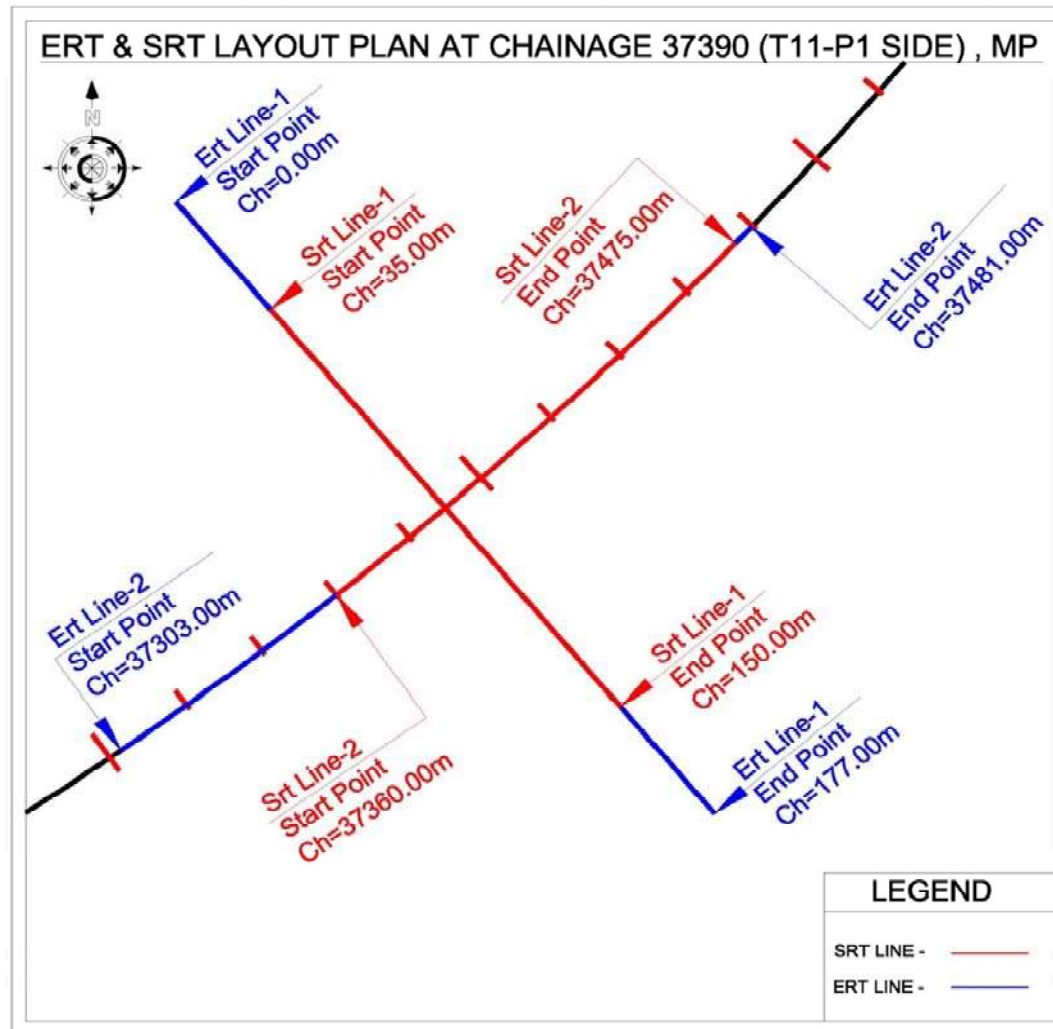 ERT & SRT LAYOUT PLAN AT CHAINAGE 37390 (T11-P1 SIDE) , MP
N
Ert Line-1
Start Point
Ch=0.00m
Srt Line-1
Start Point
Ch=35.00m
Srt Line-2
End Point
Ch=37475.00m
Ert Line-2
End Point
Ch=37481.00m
Ert Line-2
Start Point
Ch=37303.00m
Srt Line-2
Start Point
Ch=37360.00m
Srt Line-1
End Point
Ch=150.00m
Ert Line-1
End Point
Ch=177.00m
LEGEND
SRT LINE -
ERT LINE -